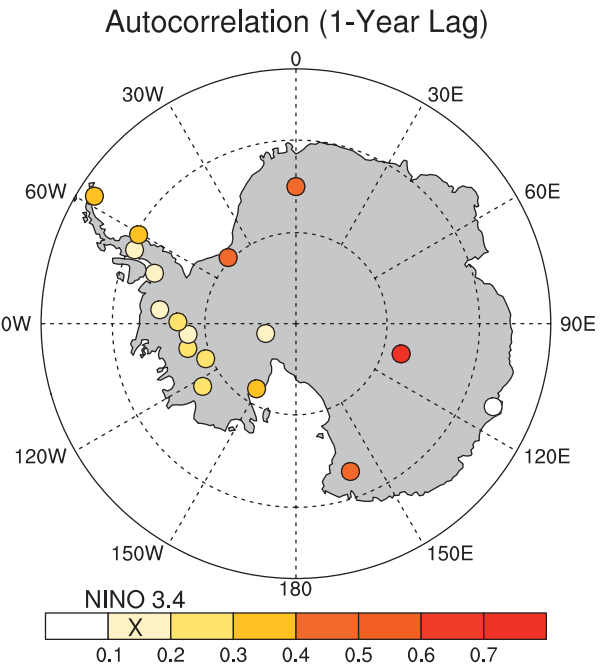 Autocorrelation (1-Year Lag)
0
30W
30E
60W
60E
0W
90E
120W
120E
150W
150E
180
NINO 3.4
X
0.1 0.2 0.3 0.4 0.5 0.6 0.7